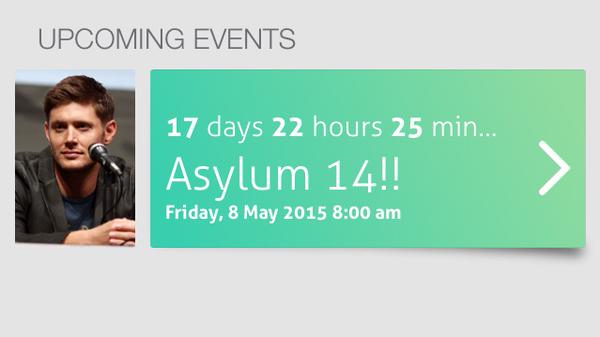 UPCOMING EVENTS
17 days 22 hours 25 min...
Asylum 14!!
Friday, 8 May 2015 8:00 am